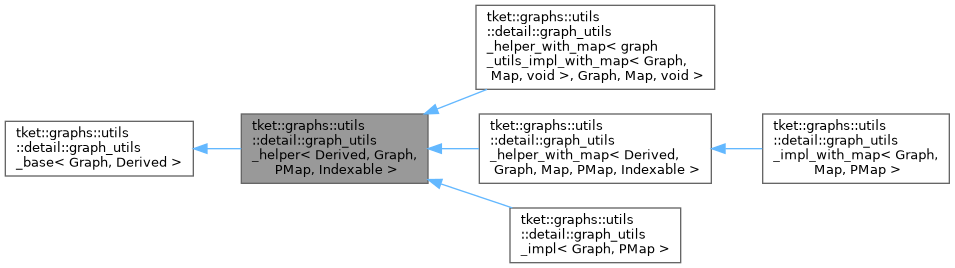 tket::graphs::utils
::detail::graph_utils
_helper_with_map< graph
_utils_impl_with_map< Graph,
Map, void >, Graph, Map, void >
tket::graphs::utils
::detail::graph_utils
_base< Graph, Derived >
tket::graphs::utils
::detail::graph_utils
_helper< Derived, Graph,
PMap, Indexable >
tket::graphs::utils
::detail::graph_utils
_helper_with_map< Derived,
Graph, Map, PMap, Indexable >
tket::graphs::utils
::detail::graph_utils
_impl_with_map< Graph,
Map, PMap >
tket::graphs::utils
::detail::graph_utils
_impl< Graph, PMap >